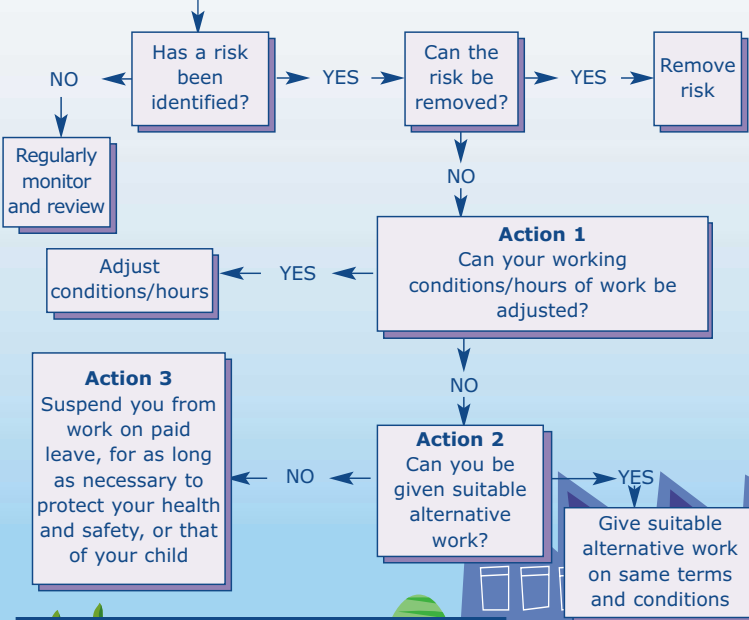 Has a risk
been
identified?
NO
YES
Can the
risk be
removed?
YES
Remove
risk
Regularly
monitor
and review
NO
Action 1
Can your working
conditions/hours of work be
adjusted?
YES
Adjust
conditions/hours
NO
Action 2
Can you be
given suitable
alternative
work?
YES
Give suitable
alternative work
on same terms
and conditions
NO
Action 3
Suspend you from
work on paid
leave, for as long
as necessary to
protect your health
and safety, or that
of your child